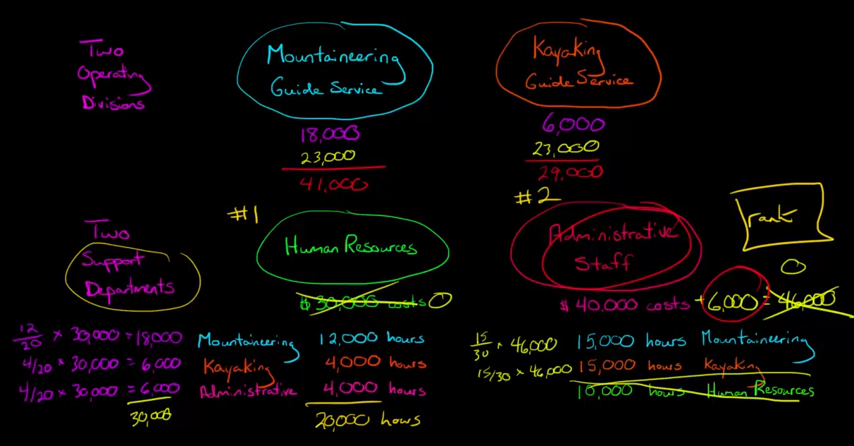 Two
Operating
Divisions
Mountaineering
Guide Service
18,000
23,000
41,000
Kayaking
Guide Service
6,000
23,000
29,000
Two
Support
Departments
#1
Human Resources
$30,000 costs 0
#2
Administrative
Staff
rank
0
$40,000 costs + 6,000 = 46,000
12/20 × 30,000 = 18,000
4/20 × 30,000 = 6,000
4/20 × 30,000 = 6,000
30,000
Mountaineering 12,000 hours
Kayaking 4,000 hours
Administrative 4,000 hours
20,000 hours
15/30 × 46,000 15,000 hours Mountaineering
15/30 × 46,000 15,000 hours Kayaking
10,000 hours Human Resources